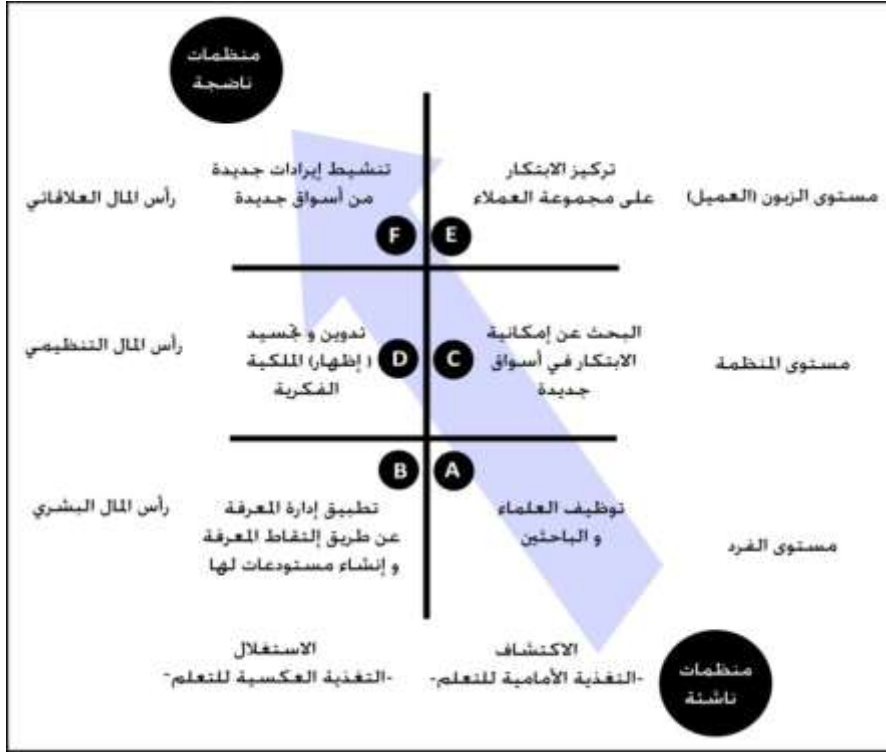 منظمات
ناضجة
مستوى الزبون (العميل)
تركيز الابتكار
على مجموعة العملاء
تنشيط إيرادات جديدة
من أسواق جديدة
رأس المال العلاقاتي
E
F
مستوى المنظمة
البحث عن إمكانية
الابتكار في أسواق
جديدة
C
D
تدوين و تجسيد
( إظهار) الملكية
الفكرية
رأس المال التنظيمي
A
B
مستوى الفرد
توظيف العلماء
و الباحثين
تطبيق إدارة المعرفة
عن طريق إلتقاط المعرفة
و إنشاء مستودعات لها
رأس المال البشري
الاكتشاف
-التغذية الأمامية للتعلم-
الاستغلال
-التغذية العكسية للتعلم-
منظمات
ناشئة